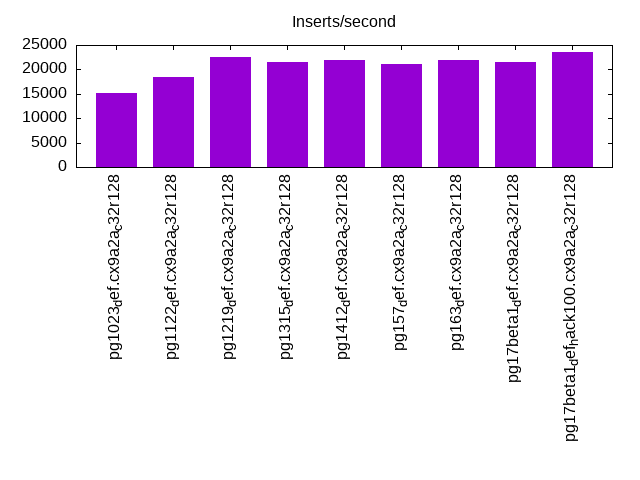 Inserts/second
25000
20000
15000
10000
5000
0
pg1023def.cx9a2ac32r128
pg1122def.cx9a2ac32r128
pg1219def.cx9a2ac32r128
pg1315def.cx9a2ac32r128
pg1412def.cx9a2ac32r128
pg157def.cx9a2ac32r128
pg163def.cx9a2ac32r128
pg17beta1def.cx9a2ac32r128
pg17beta1defhack100.cx9a2ac32r128